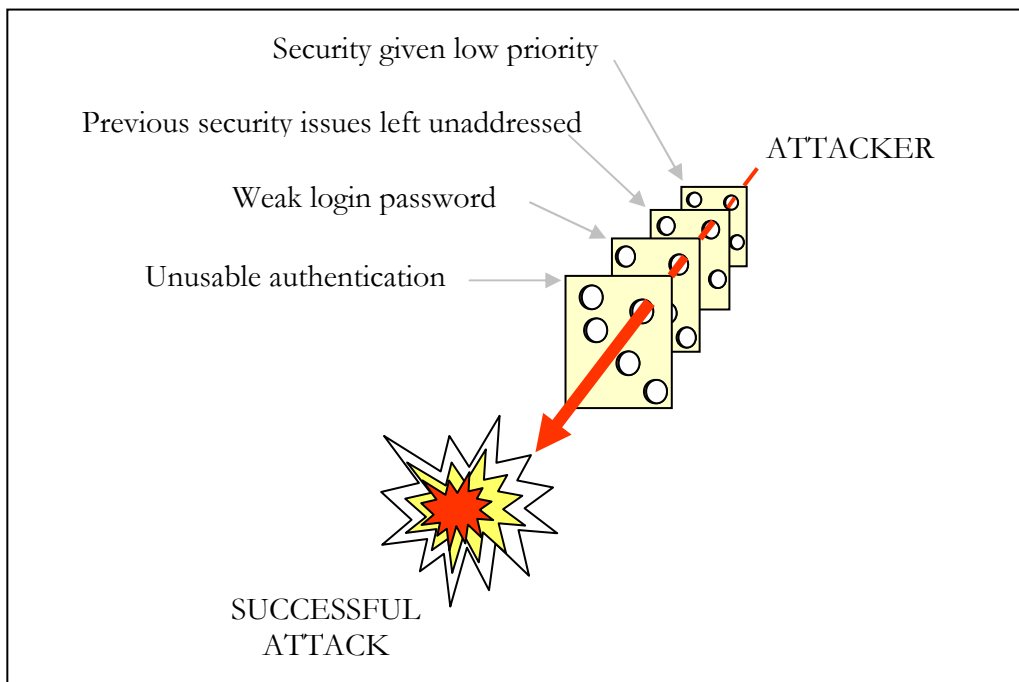 Security given low priority
Previous security issues left unaddressed
ATTACKER
Weak login password
Unusable authentication
SUCCESSFUL
ATTACK